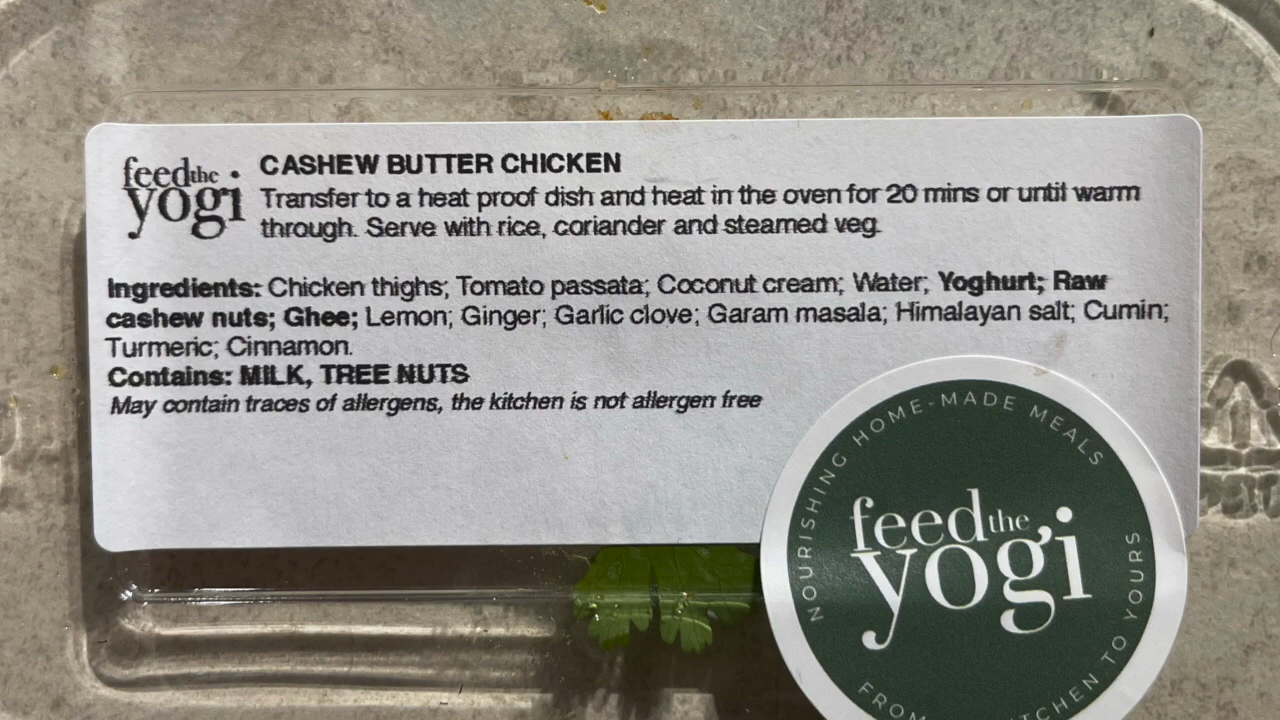 feed the yogi
CASHEW BUTTER CHICKEN
Transfer to a heat proof dish and heat in the oven for 20 mins or until warm
through. Serve with rice, coriander and steamed veg.
Ingredients: Chicken thighs; Tomato passata; Coconut cream; Water; Yoghurt; Raw
cashew nuts; Ghee; Lemon; Ginger; Garlic clove; Garam masala; Himalayan salt; Cumin;
Turmeric; Cinnamon.
Contains: MILK, TREE NUTS
May contain traces of allergens, the kitchen is not allergen free
NOURISHING HOME-MADE MEALS
feed the
yogi
TO YOURS